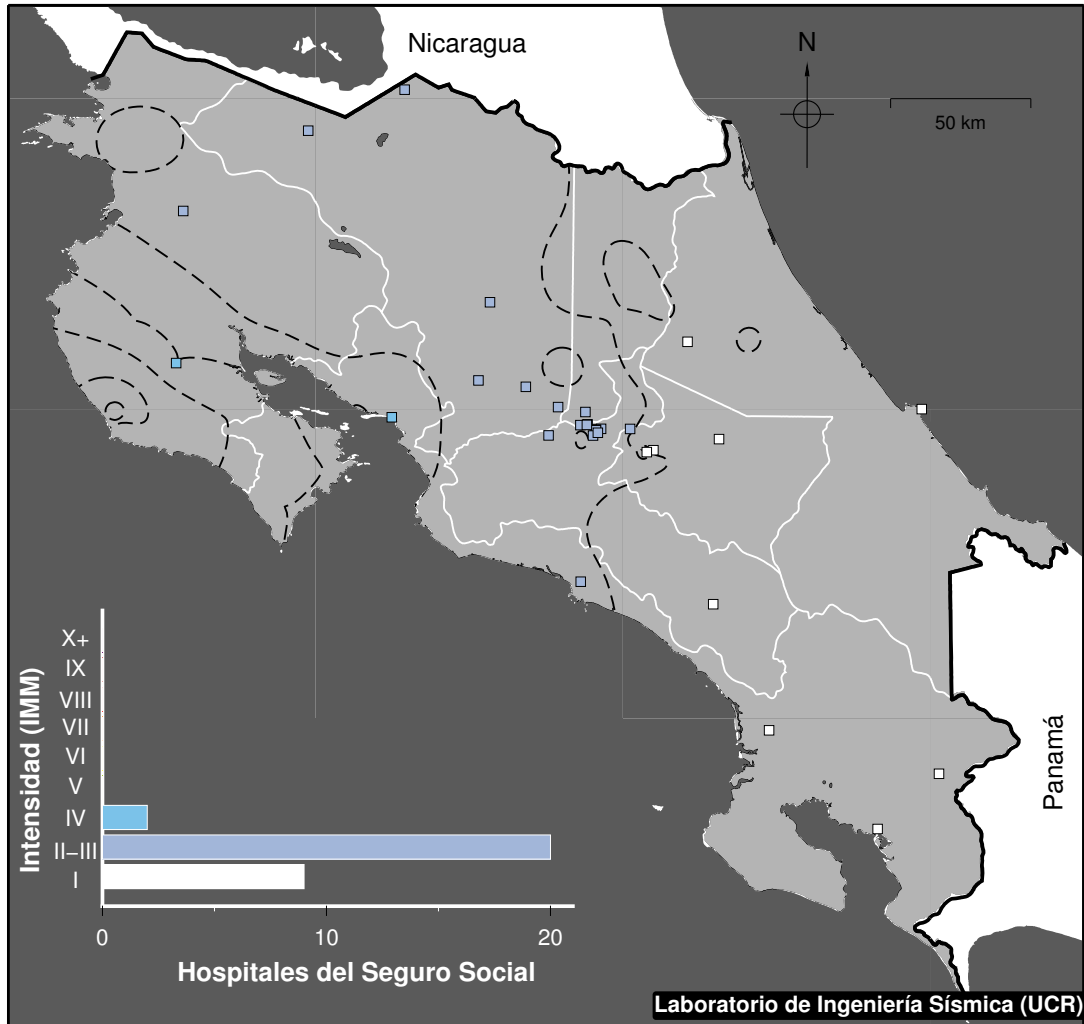 Nicaragua
N
50 km
Panamá
Intensidad (IMM)
X+
IX
VIII
VII
VI
V
IV
II−III
I
0 10 20
Hospitales del Seguro Social
Laboratorio de Ingeniería Sísmica (UCR)